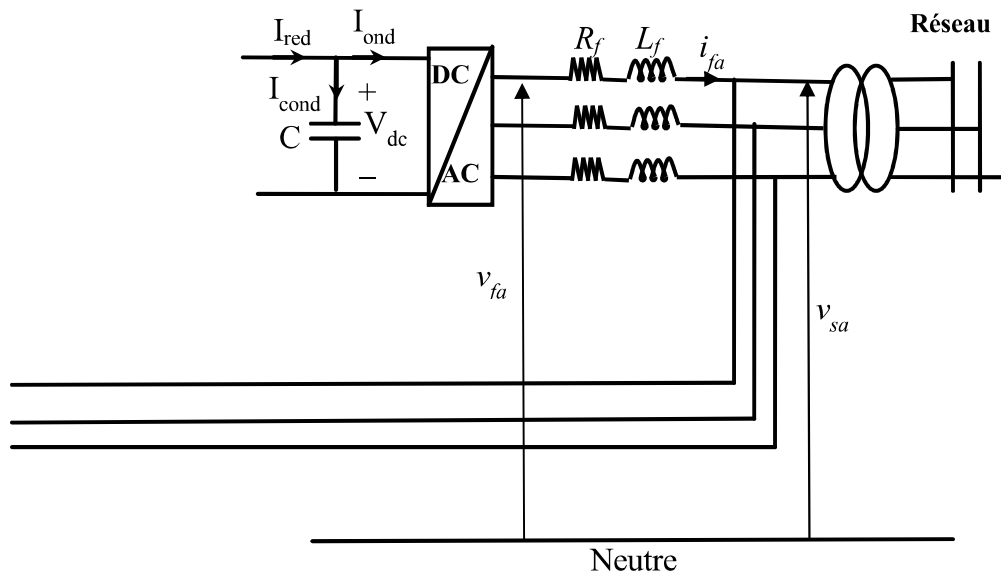 I_ond
I_red
Réseau
R_f
L_f
i_fa
DC
I_cond
+
C
V_dc
AC
–
v_fa
v_sa
Neutre